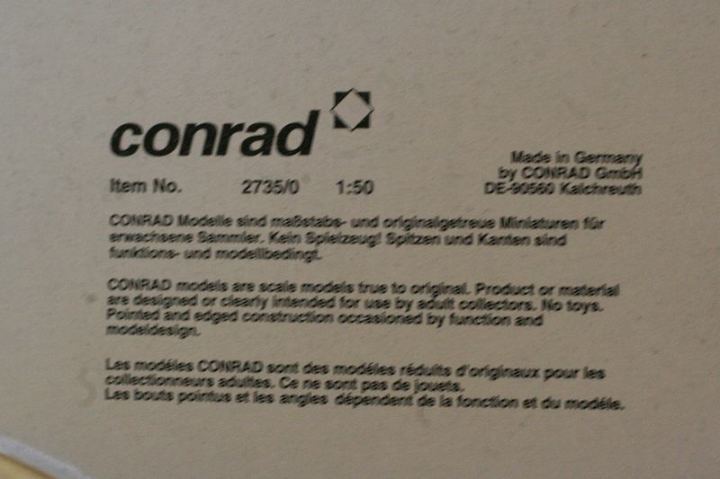 conrad
Made in Germany
by CONRAD GmbH
Item No. 2735/0 1:50 DE-90560 Kalchreuth
CONRAD Modelle sind maßstabs- und originalgetreue Miniaturen für
erwachsene Sammler. Kein Spielzeug! Spitzen und Kanten sind
funktions- und modellbedingt.
CONRAD models are scale models true to original. Product or material
are designed or clearly intended for use by adult collectors. No toys.
Pointed and edged construction occasioned by function and
modeldesign.
Les modéles CONRAD sont des modéles réduits d'originaux pour les
collectionneurs adultes. Ce ne sont pas de jouets.
Les bouts pointus et les angles dépendent de la fonction et du modéle.